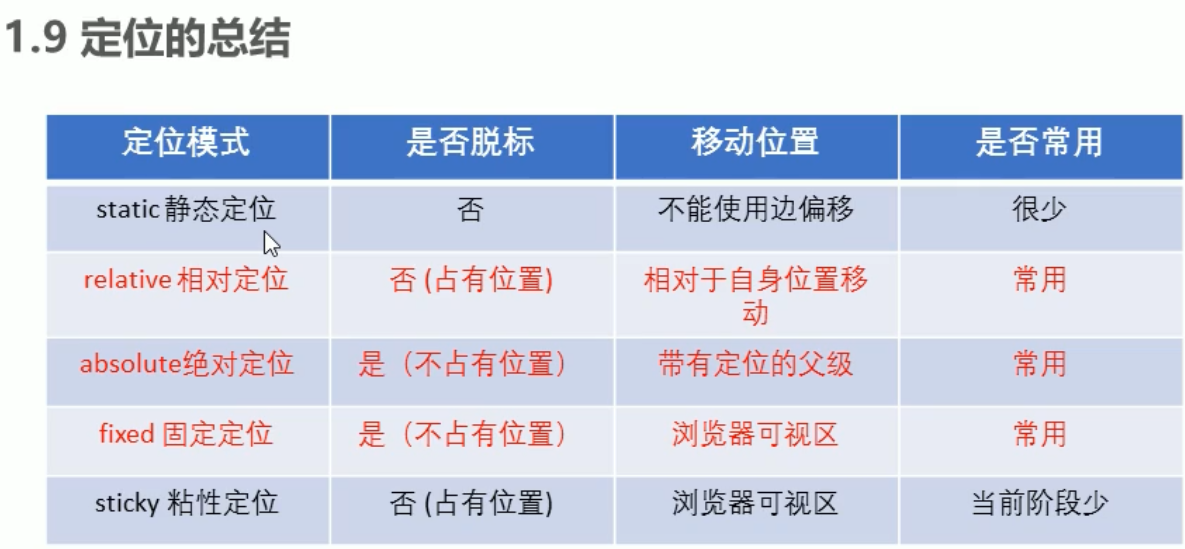 1.9 定位的总结
定位模式 是否脱标 移动位置 是否常用
static 静态定位 否 不能使用边偏移 很少
relative 相对定位 否 (占有位置) 相对于自身位置移
动
常用
absolute绝对定位 是（不占有位置） 带有定位的父级 常用
fixed 固定定位 是（不占有位置） 浏览器可视区 常用
sticky 粘性定位 否 (占有位置) 浏览器可视区 当前阶段少